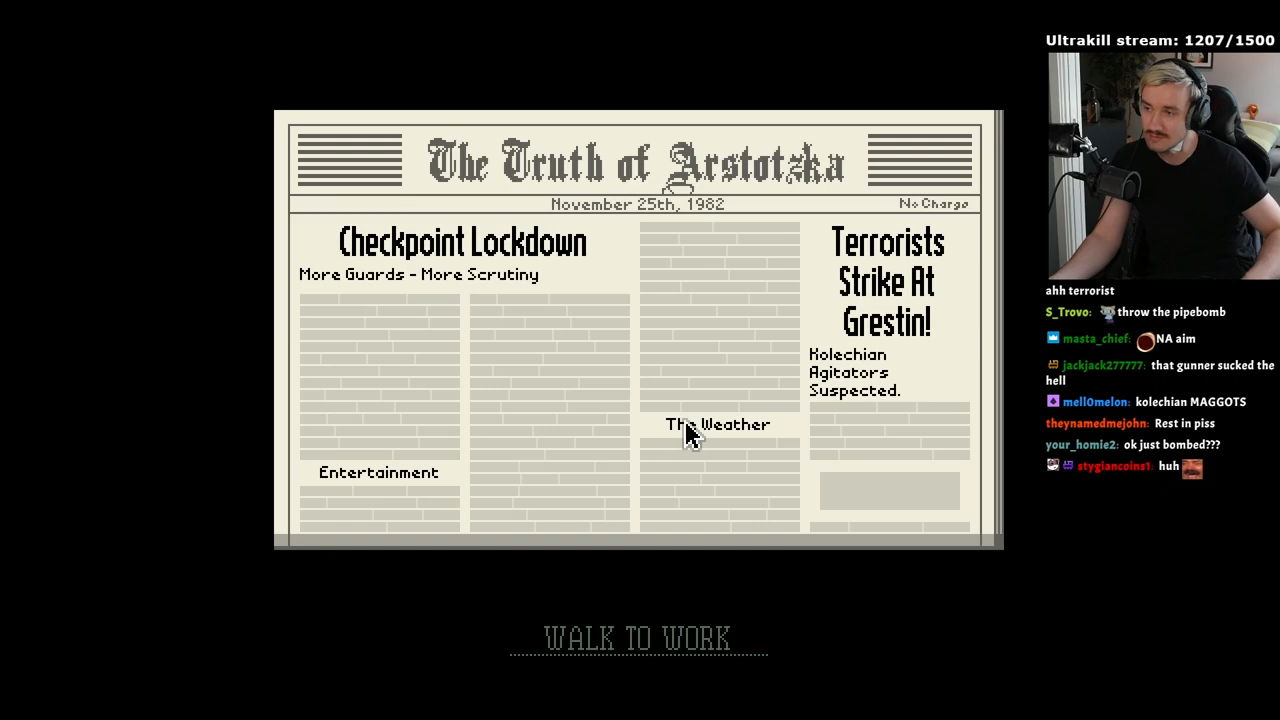 Ultrakill stream: 1207/1500
The Truth of Arstotzka
November 25th, 1982
No Charge
Checkpoint Lockdown
More Guards - More Scrutiny
Entertainment
The Weather
Terrorists
Strike At
Grestin!
Kolechian
Agitators
Suspected.
WALK TO WORK
ahh terrorist
S_Trovo: throw the pipebomb
masta_chief: NA aim
jackjack277777: that gunner sucked the
hell
mell0melon: kolechian MAGGOTS
theynamedmejohn: Rest in piss
your_homie2: ok just bombed???
stygiancoins1: huh